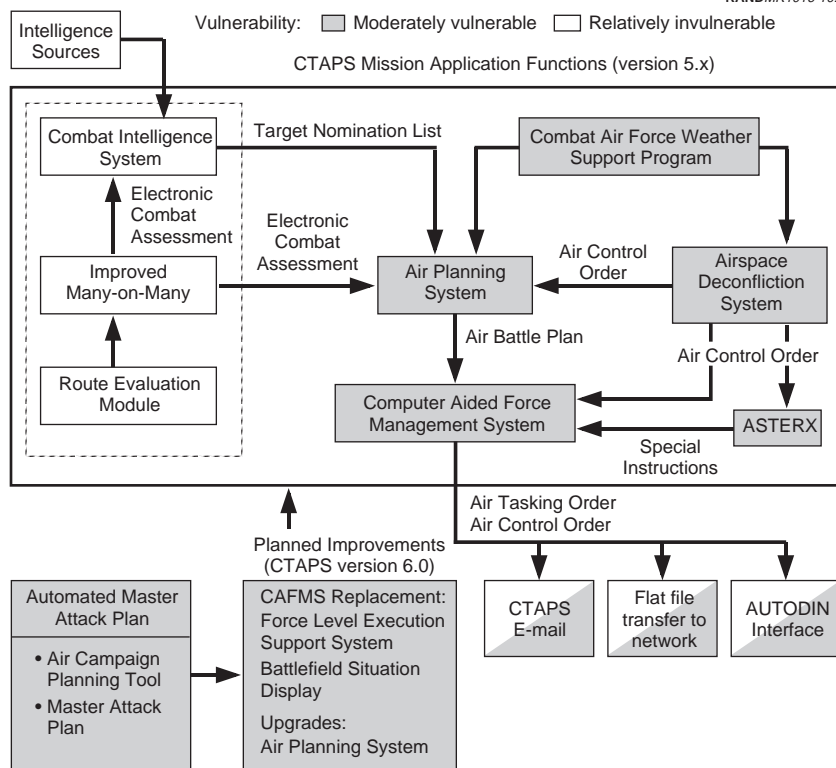 Intelligence
Sources
Vulnerability:
Moderately vulnerable
Relatively invulnerable
CTAPS Mission Application Functions (version 5.x)
Combat Intelligence
System
Target Nomination List
Combat Air Force Weather
Support Program
Electronic
Combat
Assessment
Electronic
Combat
Assessment
Improved
Many-on-Many
Air Planning
System
Air Control
Order
Airspace
Deconfliction
System
Air Battle Plan
Air Control Order
Route Evaluation
Module
Computer Aided Force
Management System
ASTERX
Special
Instructions
Air Tasking Order
Air Control Order
Planned Improvements
(CTAPS version 6.0)
Automated Master
Attack Plan
• Air Campaign
Planning Tool
• Master Attack
Plan
CAFMS Replacement:
Force Level Execution
Support System
Battlefield Situation
Display
Upgrades:
Air Planning System
CTAPS
E-mail
Flat file
transfer to
network
AUTODIN
Interface